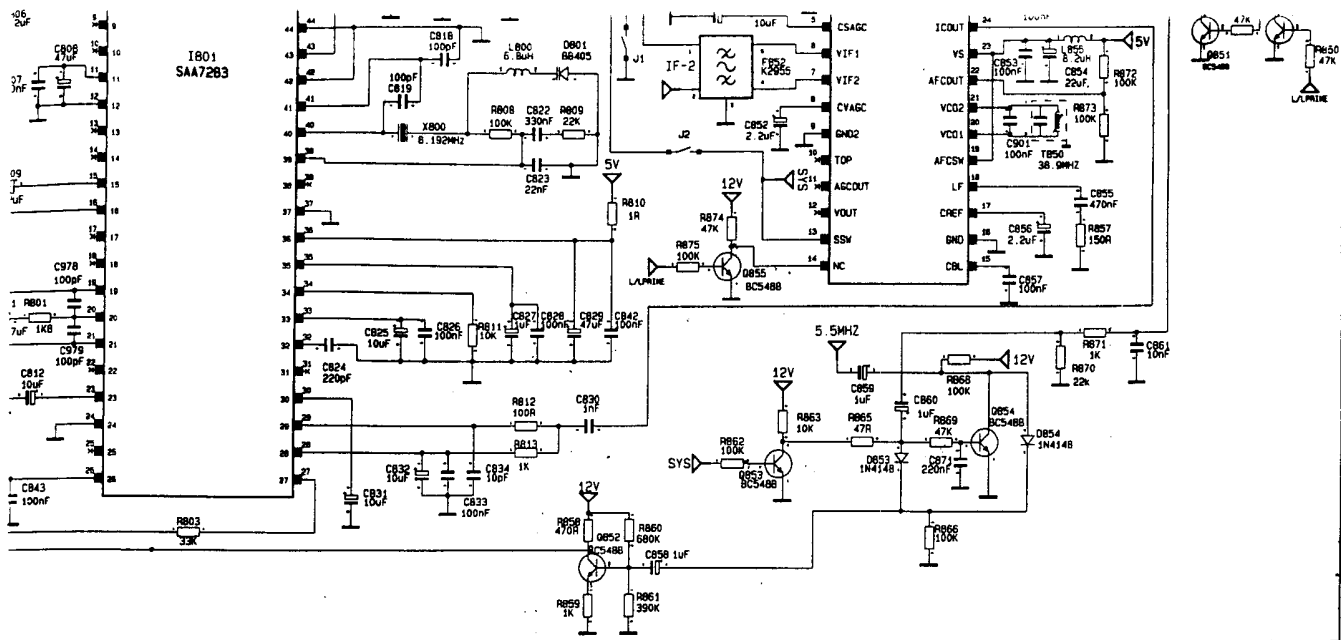 I801
SAA7283
C808
47uF
C818
100pF
100pF
C819
L800
6.8uH
D801
BB405
X800
8.192MHZ
R808
100K
C822
330nF
R809
22K
C823
22nF
5V
R810
1R
C978
100pF
R801
1K8
C979
100pF
C812
10uF
C843
100nF
R803
33K
C825
10uF
C826
100nF
R811
10K
C827
1uF
C828
100nF
C829
47uF
C842
100nF
C824
220pF
R812
100R
R813
1K
C830
1nF
C831
10uF
C832
10uF
C834
10pF
C833
100nF
12V
R858
470R
Q852
BC548B
R860
680K
C858 1uF
R859
1K
R861
390K
J1
J2
IF-2
F852
K2955
10uF
C852
2.2uF
SYS
12V
R874
47K
R875
100K
L/LPRIME
Q855
BC548B
CSAGC
VIF1
VIF2
CVAGC
GND2
TOP
AGCOUT
VOUT
SSW
NC
ICOUT
VS
AFCOUT
VCO2
VCO1
AFCSW
LF
CREF
GND
CBL
C853
100nF
L855
8.2uH
C854
22uF
5V
R872
100K
R873
100K
C901
100nF
T850
38.9MHZ
C855
470nF
R857
150R
C856
2.2uF
C857
100nF
Q851
BC548B
47K
R850
47K
L/LPRIME
5.5MHZ
C859
1uF
R868
100K
12V
C860
1uF
R871
1K
R870
22k
C861
10nF
12V
R863
10K
R865
47R
R869
47K
Q854
BC548B
D854
1N4148
SYS
R862
100K
Q853
BC548B
D853
1N4148
C871
220nF
R866
100K